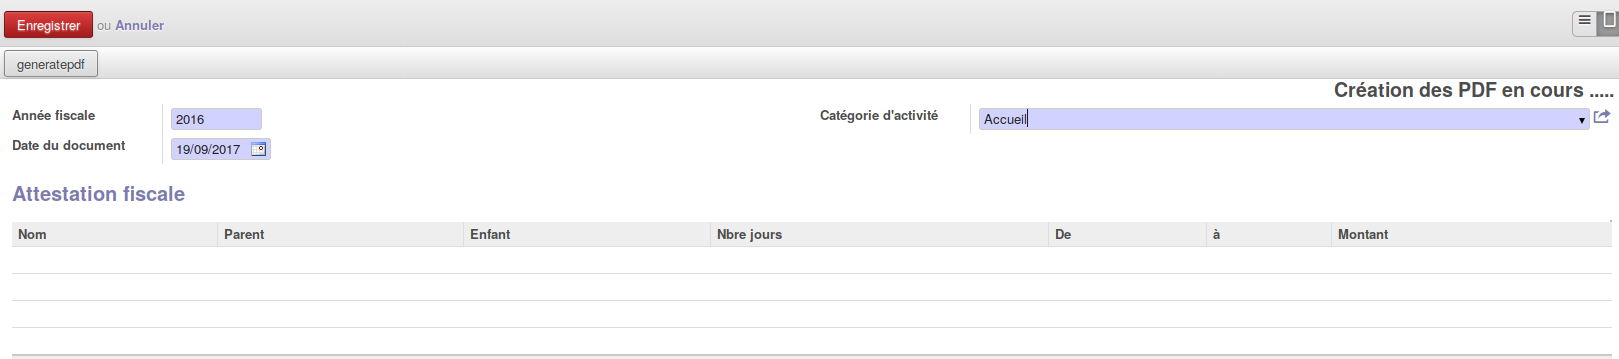 Enregistrer ou Annuler
generatepdf
Création des PDF en cours .....
Année fiscale 2016 Catégorie d'activité Accueil
Date du document 19/09/2017
Attestation fiscale
Nom Parent Enfant Nbre jours De à Montant